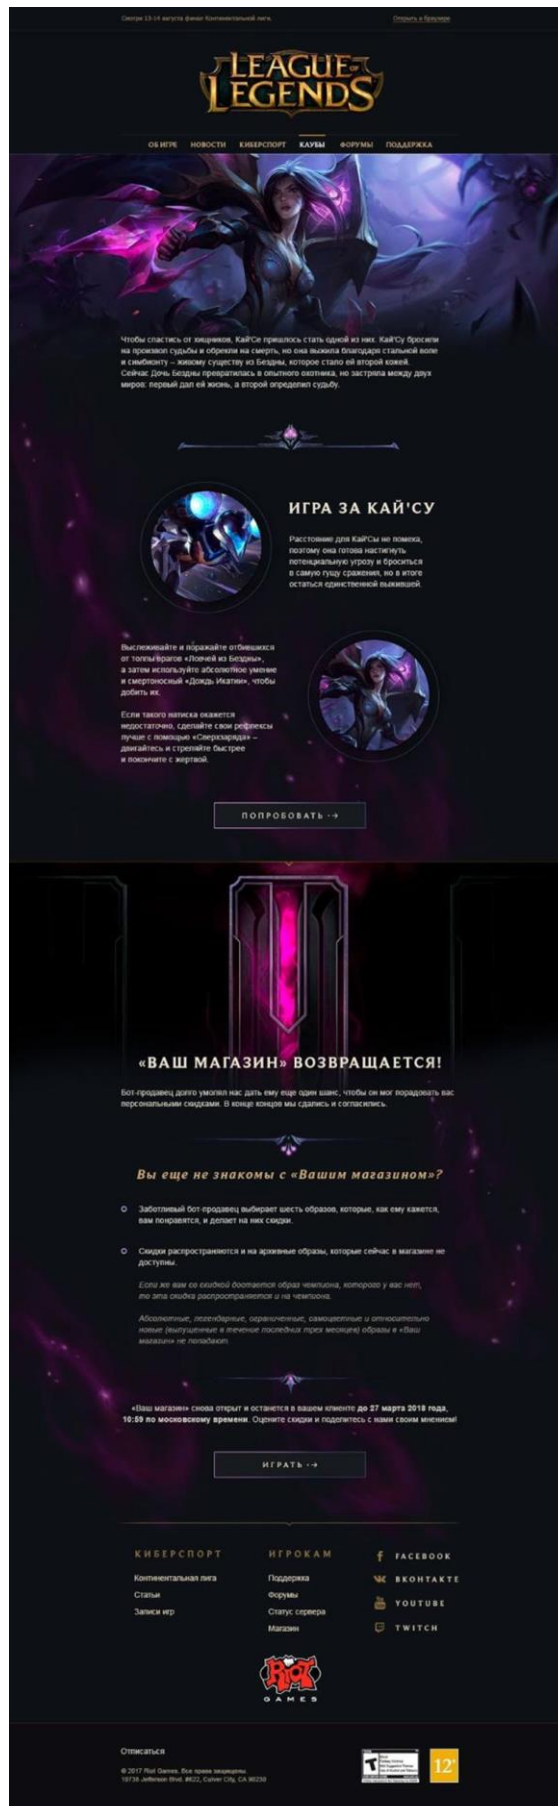 Смотри 13-14 августа финал Континентальной лиги.
Открыть в браузере
LEAGUE OF
LEGENDS
ОБ ИГРЕ НОВОСТИ КИБЕРСПОРТ КЛУБЫ ФОРУМЫ ПОДДЕРЖКА
Чтобы спастись от хищников, Кай'Се пришлось стать одной из них. Кай'Су бросили
на произвол судьбы и обрекли на смерть, но она выжила благодаря стальной воле
и симбионту – живому существу из Бездны, которое стало ей второй кожей.
Сейчас Дочь Бездны превратилась в опытного охотника, но застряла между двух
миров: первый дал ей жизнь, а второй определил судьбу.
ИГРА ЗА КАЙ'СУ
Расстояние для Кай'Сы не помеха,
поэтому она готова настигнуть
потенциальную угрозу и броситься
в самую гущу сражения, но в итоге
остаться единственной выжившей.
Выслеживайте и поражайте отбившихся
от толпы врагов «Ловчей из Бездны»,
а затем используйте абсолютное умение
и смертоносный «Дождь Икатии», чтобы
добить их.
Если такого натиска окажется
недостаточно, сделайте свои рефлексы
лучше с помощью «Сверхзаряда» –
двигайтесь и стреляйте быстрее
и покончите с жертвой.
ПОПРОБОВАТЬ
«ВАШ МАГАЗИН» ВОЗВРАЩАЕТСЯ!
Бот-продавец долго умолял нас дать ему еще один шанс, чтобы он мог порадовать вас
персональными скидками. В конце концов мы сдались и согласились.
Вы еще не знакомы с «Вашим магазином»?
Заботливый бот-продавец выбирает шесть образов, которые, как ему кажется,
вам понравятся, и делает на них скидки.
Скидки распространяются и на архивные образы, которые сейчас в магазине не
доступны.
Если же вам со скидкой достается образ чемпиона, которого у вас нет,
то эта скидка распространяется и на чемпиона.
Абсолютные, легендарные, ограниченные, самоцветные и относительно
новые (выпущенные в течение последних трех месяцев) образы в «Ваш
магазин» не попадают.
«Ваш магазин» снова открыт и останется в вашем клиенте до 27 марта 2018 года,
10:59 по московскому времени. Оцените скидки и поделитесь с нами своим мнением!
ИГРАТЬ
КИБЕРСПОРТ
Континентальная лига
Статьи
Записи игр
ИГРОКАМ
Поддержка
Форумы
Статус сервера
Магазин
FACEBOOK
ВКОНТАКТЕ
YOUTUBE
TWITCH
RIOT
GAMES
Отписаться
© 2017 Riot Games. Все права защищены.
10736 Jefferson Blvd. #622, Culver City, CA 90230
T
12+